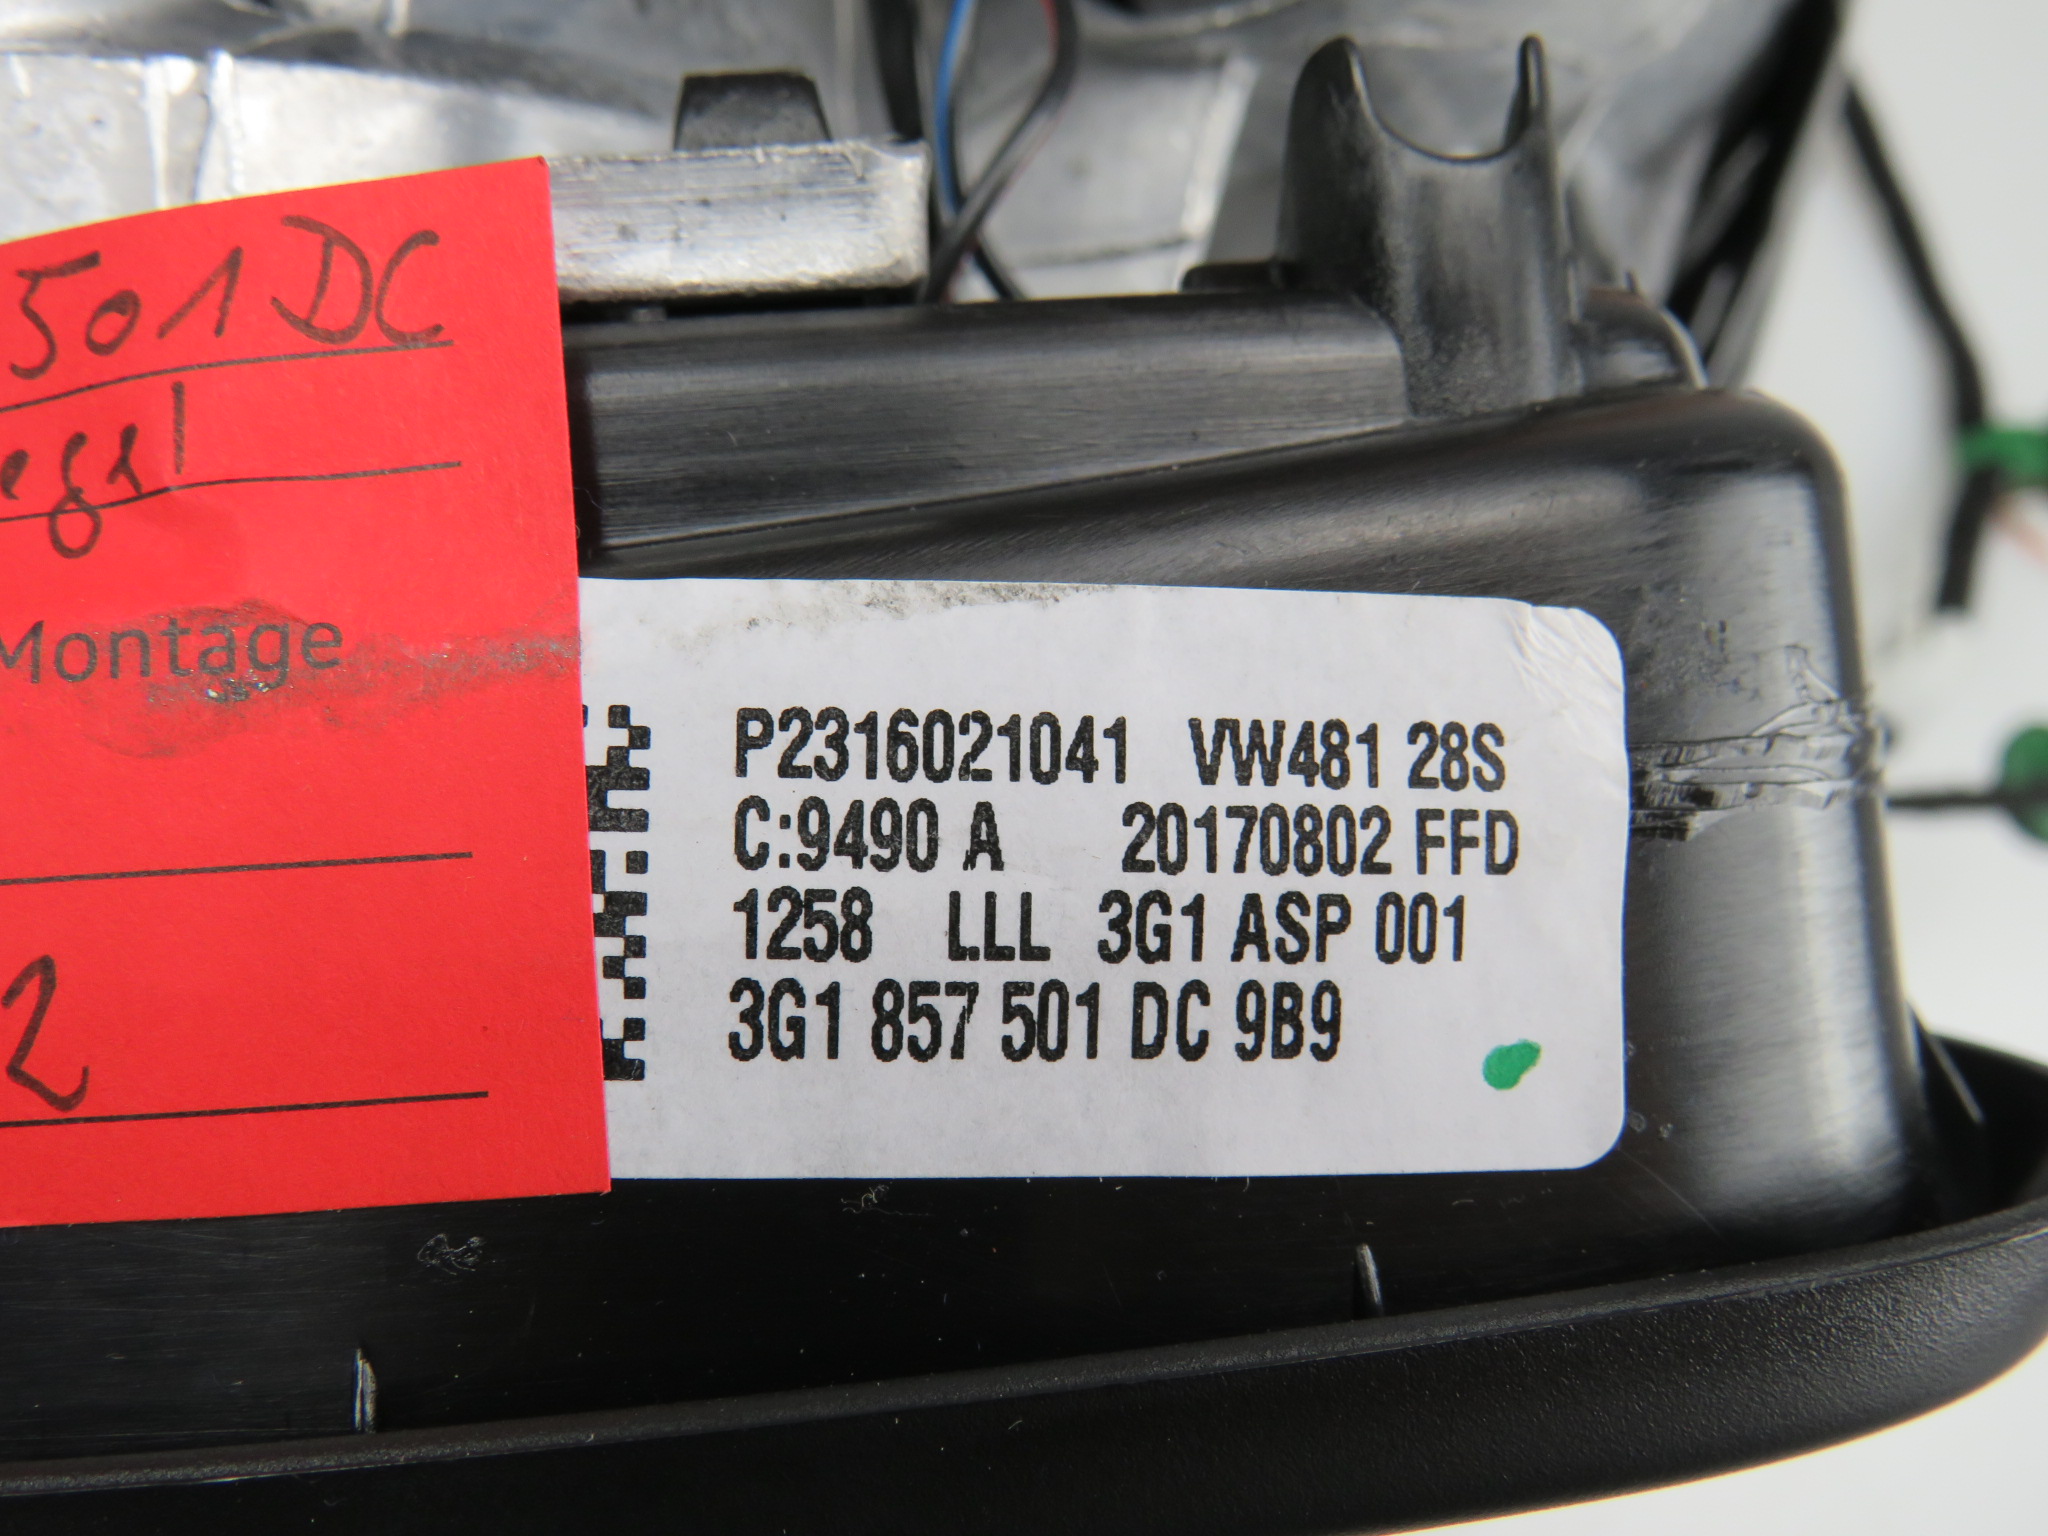 501 DC
Montage
2
P2316021041 VW481 28S
C:9490 A 20170802 FFD
1258 LLL 3G1 ASP 001
3G1 857 501 DC 9B9